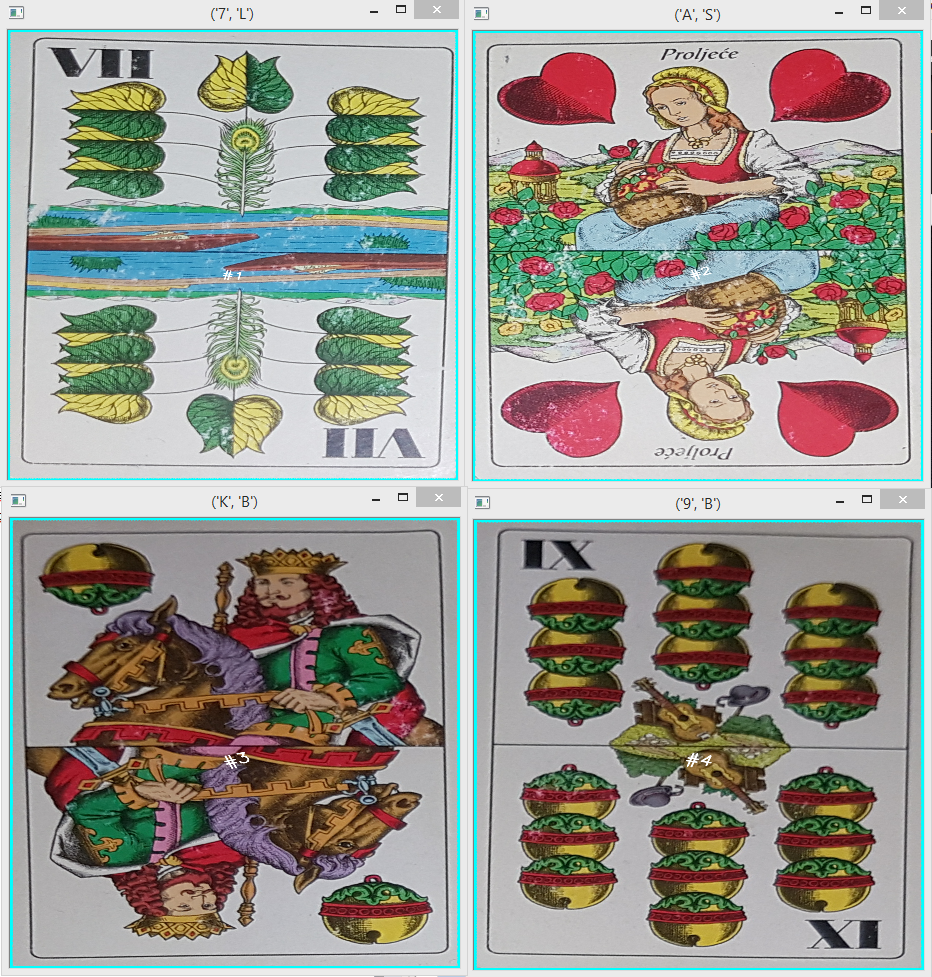 ('7', 'L')
VII
#1
VII
('A', 'S')
Proljeće
#2
Proljeće
('K', 'B')
#3
('9', 'B')
IX
#4
IX